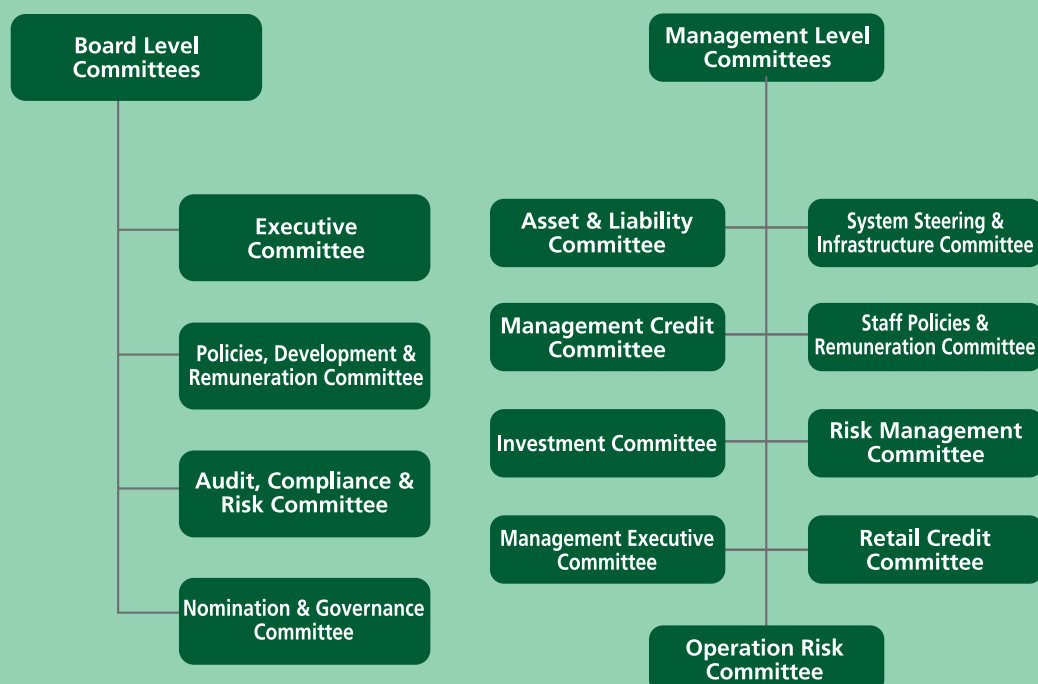 Board Level
Committees
Executive
Committee
Policies, Development &
Remuneration Committee
Audit, Compliance &
Risk Committee
Nomination & Governance
Committee
Management Level
Committees
Asset & Liability
Committee
System Steering &
Infrastructure Committee
Management Credit
Committee
Staff Policies &
Remuneration Committee
Investment Committee
Risk Management
Committee
Management Executive
Committee
Retail Credit
Committee
Operation Risk
Committee